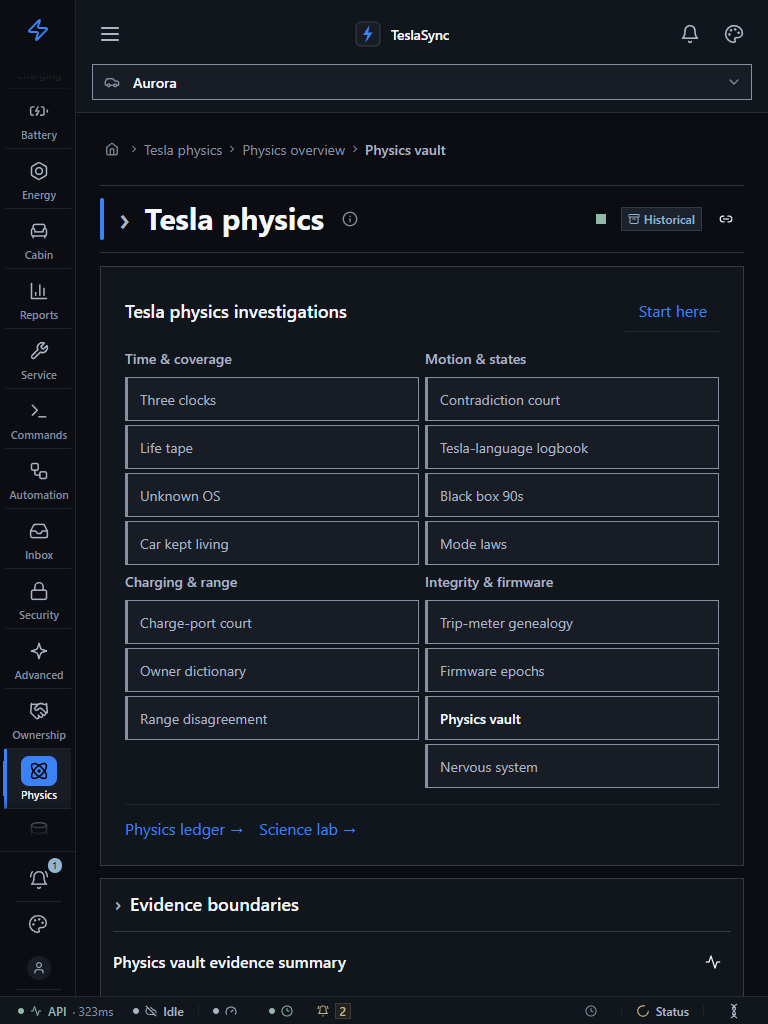 TeslaSync
Aurora
Tesla physics > Physics overview > Physics vault
› Tesla physics
Historical
Charging
Battery
Energy
Cabin
Reports
Service
Commands
Automation
Inbox
Security
Advanced
Ownership
Physics
1
Tesla physics investigations
Start here
Time & coverage
Three clocks
Life tape
Unknown OS
Car kept living
Motion & states
Contradiction court
Tesla-language logbook
Black box 90s
Mode laws
Charging & range
Charge-port court
Owner dictionary
Range disagreement
Integrity & firmware
Trip-meter genealogy
Firmware epochs
Physics vault
Nervous system
Physics ledger → Science lab →
› Evidence boundaries
Physics vault evidence summary
API · 323ms Idle 2 Status